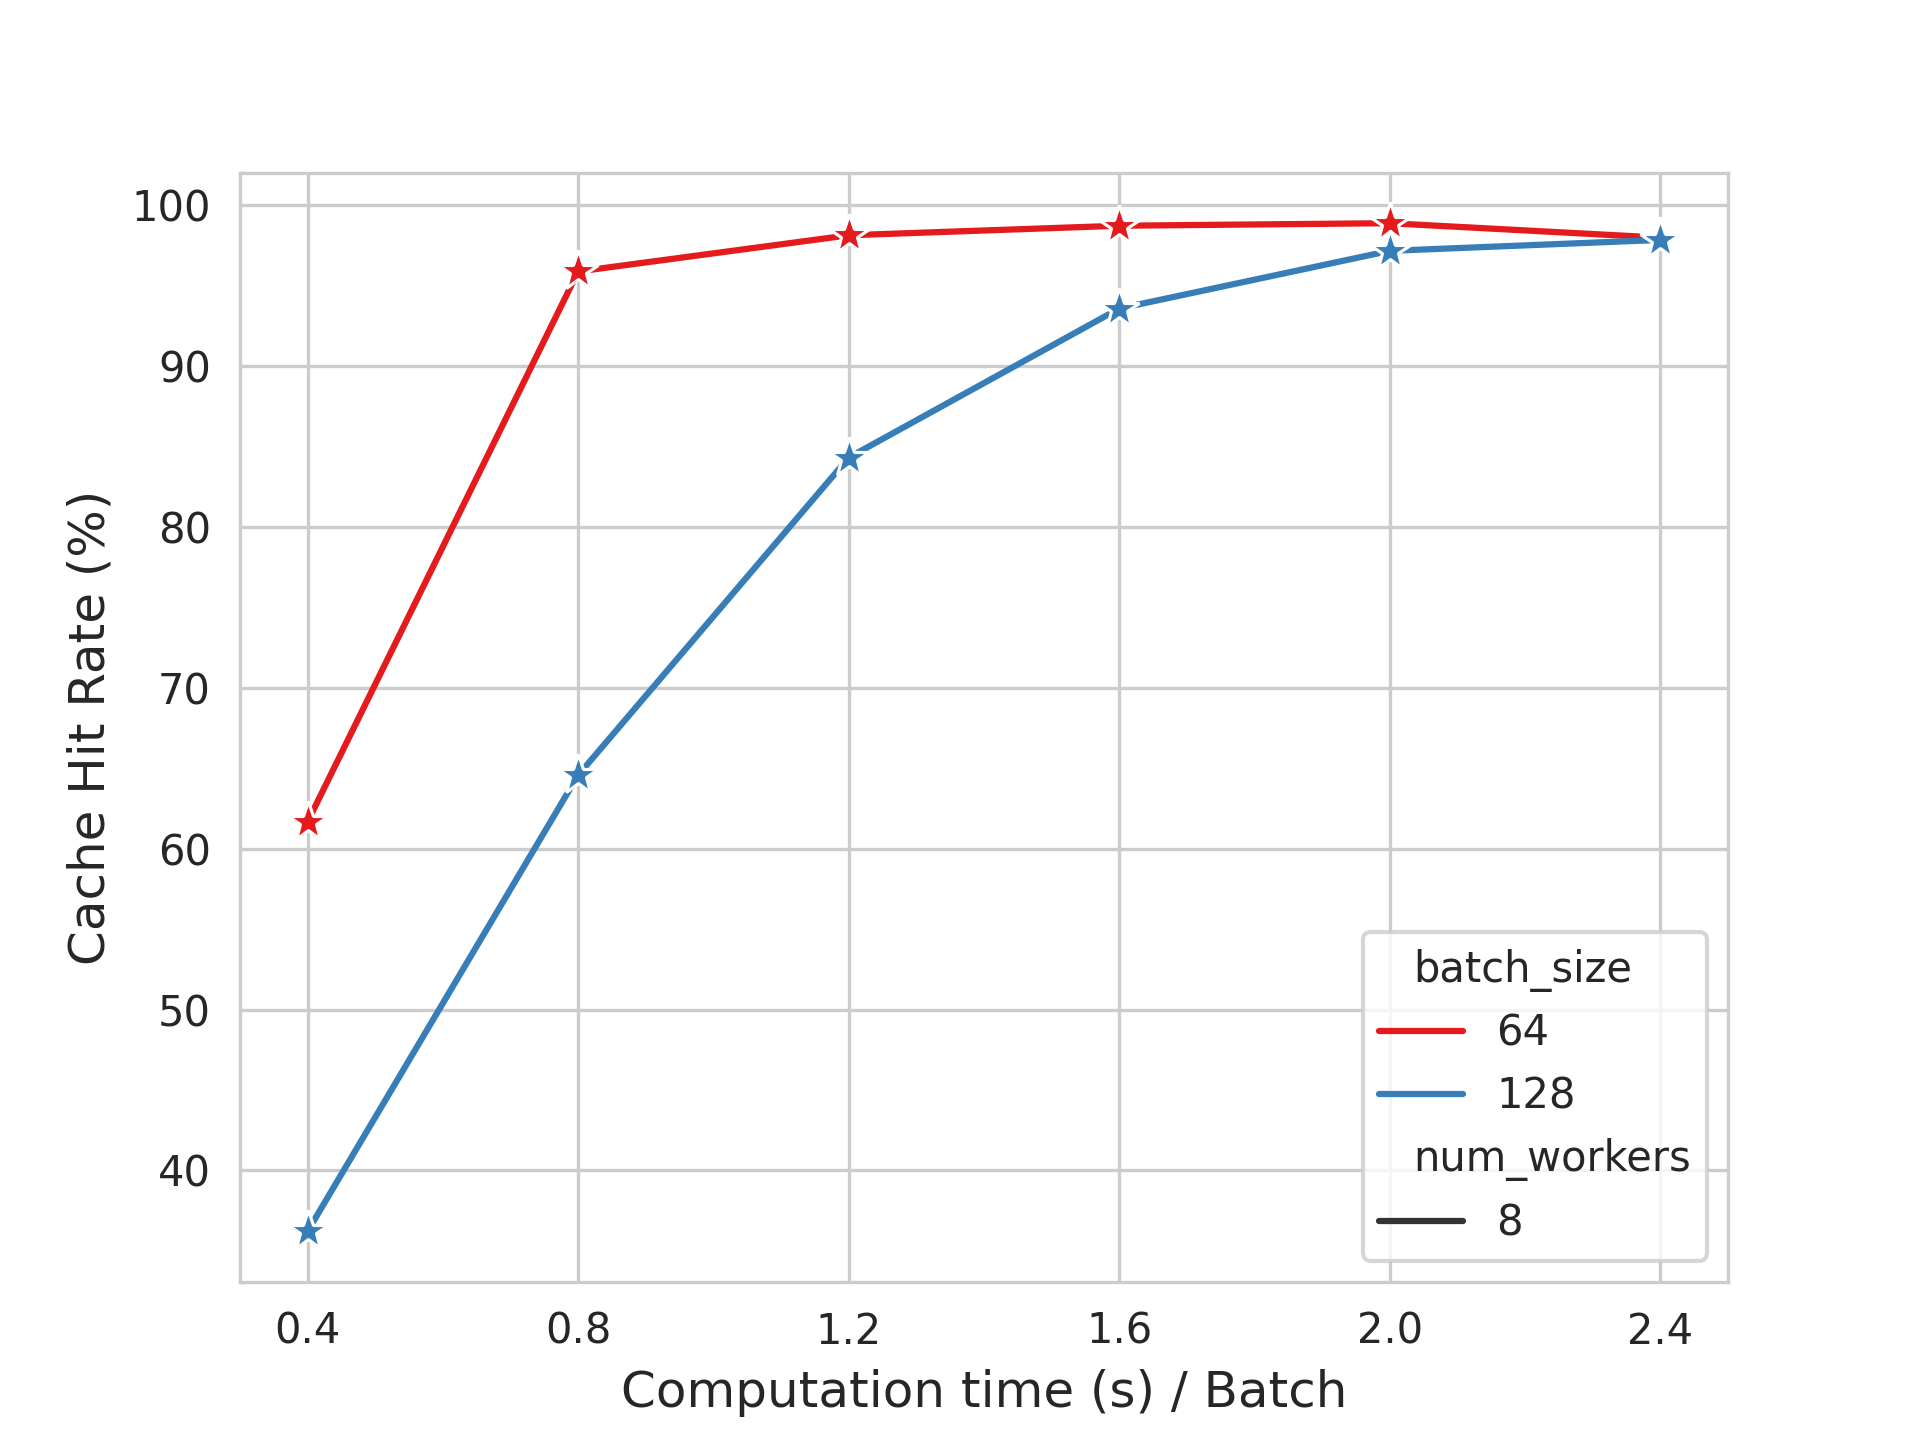 100
90
80
70
60
50
40
Cache Hit Rate (%)
batch_size
64
128
num_workers
8
0.4 0.8 1.2 1.6 2.0 2.4
Computation time (s) / Batch